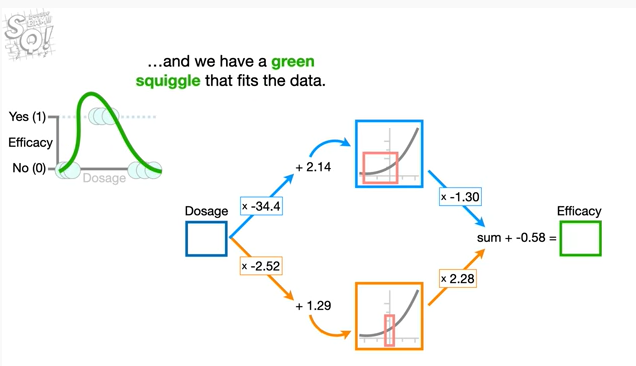 SQ!
...and we have a green
squiggle that fits the data.
Yes (1)
Efficacy
No (0)
Dosage
+ 2.14
x -34.4
x -1.30
Dosage
Efficacy
sum + -0.58 =
x -2.52
x 2.28
+ 1.29